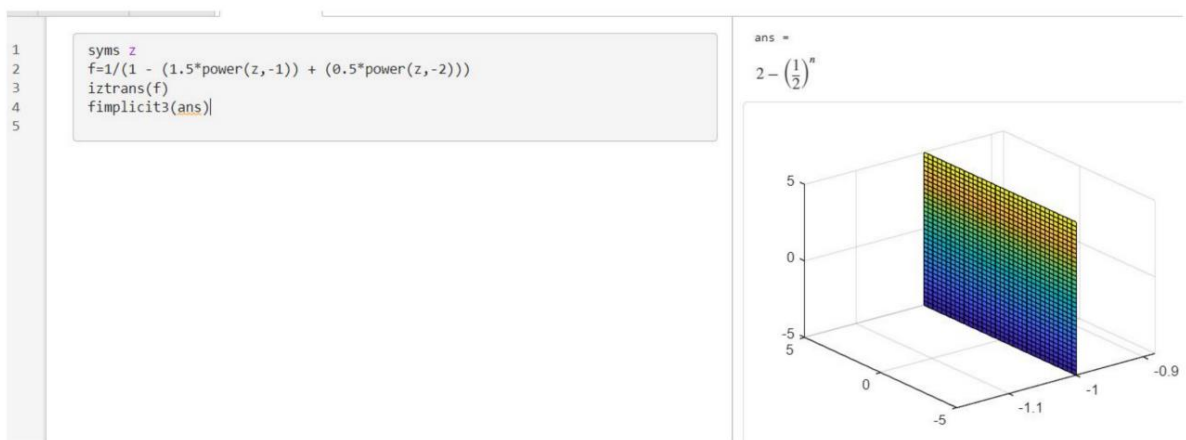 1
2
3
4
5
syms z
f=1/(1 - (1.5*power(z,-1)) + (0.5*power(z,-2)))
iztrans(f)
fimplicit3(ans)
ans =
2 − (1/2)ⁿ
5
0
-5
5
0
-5
-1.1
-1
-0.9